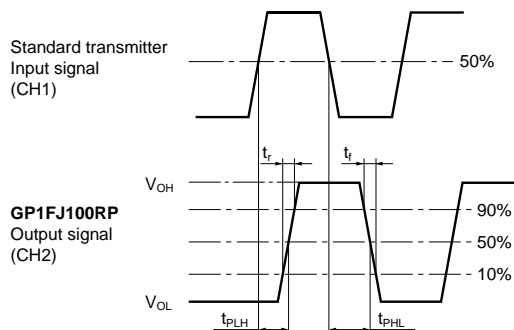 Standard transmitter
Input signal
(CH1)
50%
tr
tf
VOH
GP1FJ100RP
Output signal
(CH2)
90%
50%
10%
VOL
tPLH
tPHL